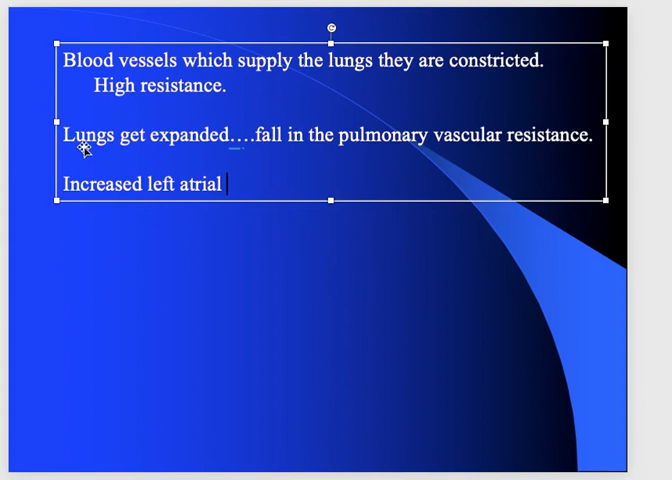 Blood vessels which supply the lungs they are constricted.
High resistance.
Lungs get expanded….fall in the pulmonary vascular resistance.
Increased left atrial